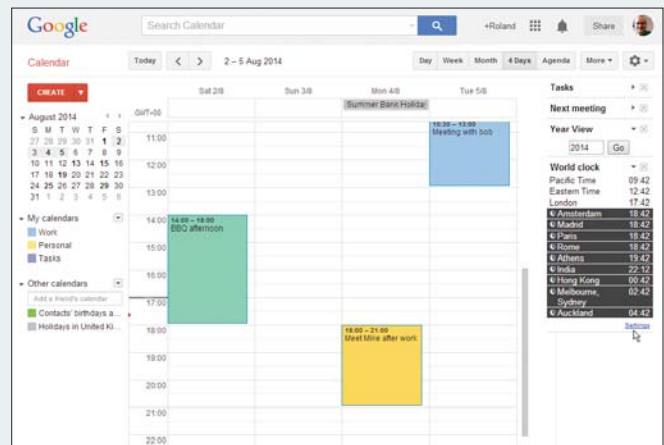 Google
Search Calendar
+Roland
Share
Calendar
Today
2 – 5 Aug 2014
Day Week Month 4 Days Agenda More
CREATE
August 2014
S M T W T F S
27 28 29 30 31 1 2
3 4 5 6 7 8 9
10 11 12 13 14 15 16
17 18 19 20 21 22 23
24 25 26 27 28 29 30
31 1 2 3 4 5 6
My calendars
Work
Personal
Tasks
Other calendars
Add a friend's calendar
Contacts' birthdays a...
Holidays in United Ki...
Sat 2/8 Sun 3/8 Mon 4/8 Tue 5/8
GMT+00
Summer Bank Holiday
11:00
12:00
13:00
14:00
15:00
16:00
17:00
18:00
19:00
20:00
21:00
22:00
14:00 – 18:00
BBQ afternoon
18:00 – 21:00
Meet Mike after work
10:30 – 13:00
Meeting with bob
Tasks
Next meeting
Year View
2014 Go
World clock
Pacific Time 09:42
Eastern Time 12:42
London 17:42
Amsterdam 18:42
Madrid 18:42
Paris 18:42
Rome 18:42
Athens 19:42
India 22:12
Hong Kong 00:42
Melbourne, 02:42
Sydney
Auckland 04:42
Settings